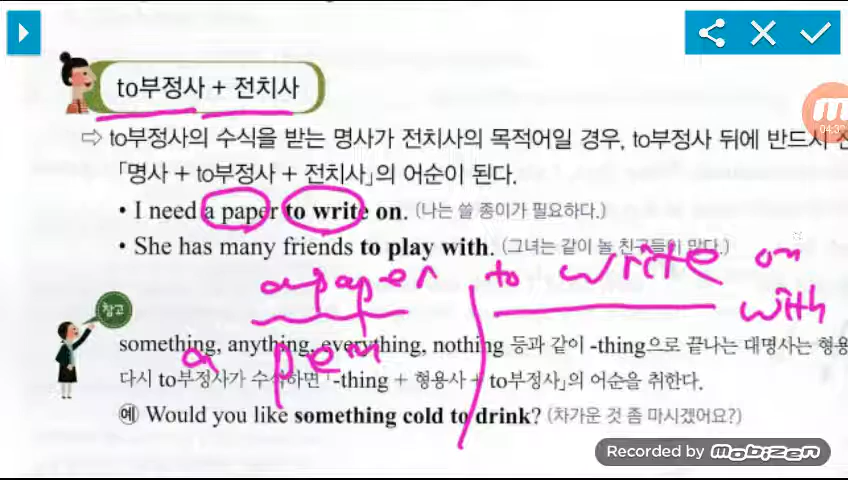 to부정사 + 전치사
⇨ to부정사의 수식을 받는 명사가 전치사의 목적어일 경우, to부정사 뒤에 반드시
「명사 + to부정사 + 전치사」의 어순이 된다.
• I need a paper to write on. (나는 쓸 종이가 필요하다.)
• She has many friends to play with. (그녀는 같이 놀 친구들이 많다.)
a paper to write on
with
a pen
참고
something, anything, everything, nothing 등과 같이 -thing으로 끝나는 대명사는
다시 to부정사가 수식하면 「-thing + 형용사 + to부정사」의 어순을 취한다.
예 Would you like something cold to drink? (차가운 것 좀 마시겠어요?)
04:3
Recorded by Mobizen